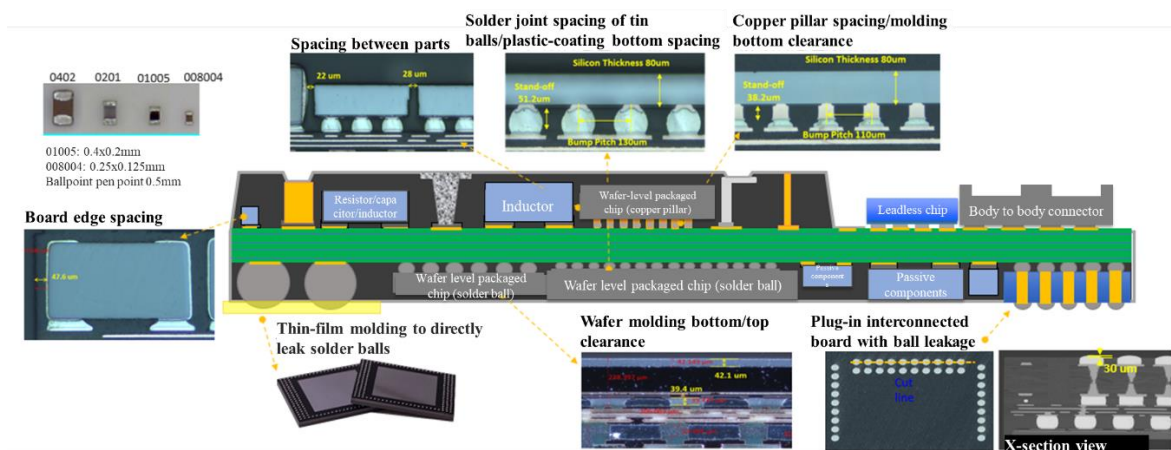 Solder joint spacing of tin
balls/plastic-coating bottom spacing
Copper pillar spacing/molding
bottom clearance
Spacing between parts
0402 0201 01005 008004
22 um
28 um
Silicon Thickness 80um
Stand-off
51.2um
Bump Pitch 130um
Silicon Thickness 80um
Stand-off
38.2um
Bump Pitch 110um
01005: 0.4x0.2mm
008004: 0.25x0.125mm
Ballpoint pen point 0.5mm
Board edge spacing
47.6 um
Resistor/capa
citor/inductor
Inductor
Wafer-level packaged
chip (copper pillar)
Leadless chip
Body to body connector
Wafer level packaged
chip (solder ball)
Wafer level packaged chip (solder ball)
Passive
component
Passive
components
Thin-film molding to directly
leak solder balls
Wafer molding bottom/top
clearance
42.1 um
39.4 um
Plug-in interconnected
board with ball leakage
Cut
line
30 um
X-section view